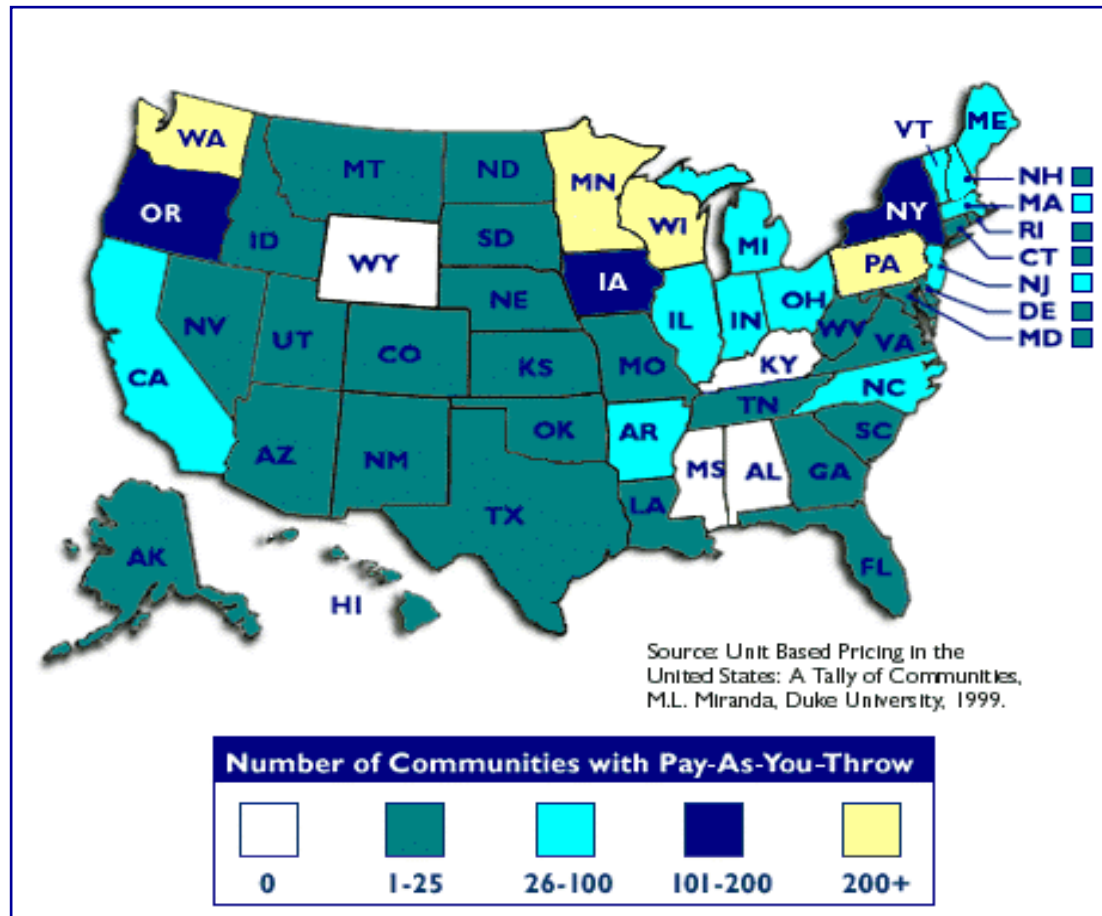 WA
MT
ND
MN
VT
ME
OR
ID
SD
WI
MI
NY
NH
MA
RI
CT
NJ
DE
MD
WY
IA
PA
NE
IL
IN
OH
NV
UT
CO
KS
MO
WV
VA
KY
CA
NC
TN
OK
AR
SC
AZ
NM
MS
AL
GA
TX
LA
FL
AK
HI
Source: Unit Based Pricing in the
United States: A Tally of Communities,
M.L. Miranda, Duke University, 1999.
Number of Communities with Pay-As-You-Throw
0 1-25 26-100 101-200 200+